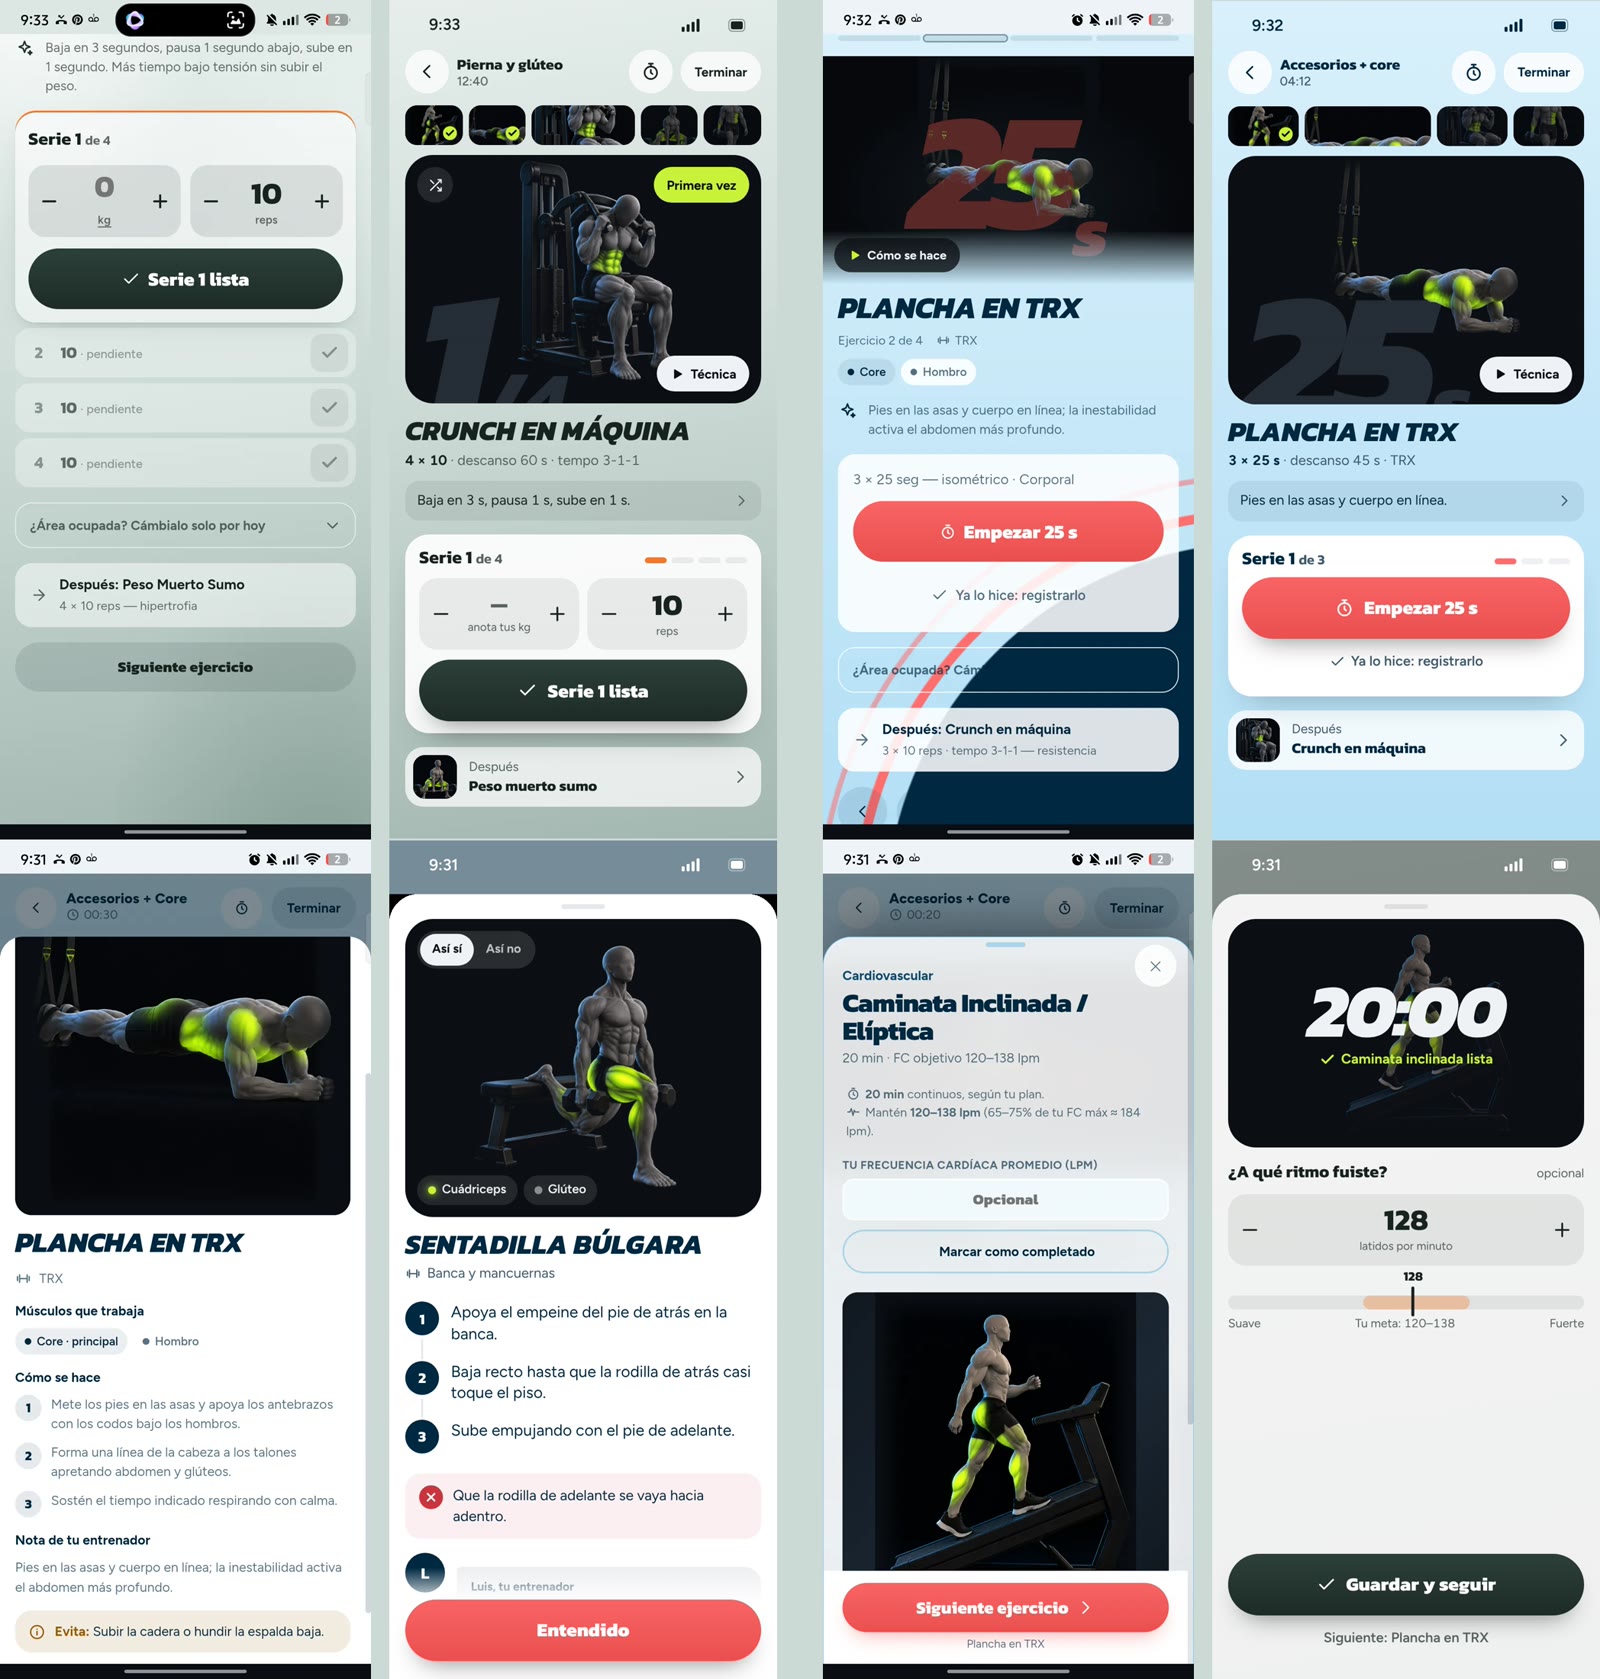 9:33
2
Baja en 3 segundos, pausa 1 segundo abajo, sube en
1 segundo. Más tiempo bajo tensión sin subir el
peso.
Serie 1 de 4
0
kg
10
reps
Serie 1 lista
2 10 · pendiente
3 10 · pendiente
4 10 · pendiente
¿Área ocupada? Cámbialo solo por hoy
Después: Peso Muerto Sumo
4 × 10 reps — hipertrofia
Siguiente ejercicio
9:33
Pierna y glúteo
12:40
Terminar
Primera vez
1/4
Técnica
CRUNCH EN MÁQUINA
4 × 10 · descanso 60 s · tempo 3-1-1
Baja en 3 s, pausa 1 s, sube en 1 s.
Serie 1 de 4
–
anota tus kg
10
reps
Serie 1 lista
Después
Peso muerto sumo
9:32
2
25 s
Cómo se hace
PLANCHA EN TRX
Ejercicio 2 de 4 TRX
Core
Hombro
Pies en las asas y cuerpo en línea; la inestabilidad
activa el abdomen más profundo.
3 × 25 seg — isométrico · Corporal
Empezar 25 s
Ya lo hice: registrarlo
¿Área ocupada? Cám
Después: Crunch en máquina
3 × 10 reps · tempo 3-1-1 — resistencia
9:32
Accesorios + core
04:12
Terminar
25 s
Técnica
PLANCHA EN TRX
3 × 25 s · descanso 45 s · TRX
Pies en las asas y cuerpo en línea.
Serie 1 de 3
Empezar 25 s
Ya lo hice: registrarlo
Después
Crunch en máquina
9:31
2
Accesorios + Core
00:30
Terminar
PLANCHA EN TRX
TRX
Músculos que trabaja
Core · principal
Hombro
Cómo se hace
1 Mete los pies en las asas y apoya los antebrazos
con los codos bajo los hombros.
2 Forma una línea de la cabeza a los talones
apretando abdomen y glúteos.
3 Sostén el tiempo indicado respirando con calma.
Nota de tu entrenador
Pies en las asas y cuerpo en línea; la inestabilidad activa
el abdomen más profundo.
Evita: Subir la cadera o hundir la espalda baja.
9:31
Así sí
Así no
Cuádriceps
Glúteo
SENTADILLA BÚLGARA
Banca y mancuernas
1 Apoya el empeine del pie de atrás en la
banca.
2 Baja recto hasta que la rodilla de atrás casi
toque el piso.
3 Sube empujando con el pie de adelante.
Que la rodilla de adelante se vaya hacia
adentro.
L
Luis, tu entrenador
Entendido
9:31
2
Accesorios + Core
00:20
Terminar
Cardiovascular
Caminata Inclinada /
Elíptica
20 min · FC objetivo 120–138 lpm
20 min continuos, según tu plan.
Mantén 120–138 lpm (65–75% de tu FC máx ≈ 184
lpm).
TU FRECUENCIA CARDÍACA PROMEDIO (LPM)
Opcional
Marcar como completado
Siguiente ejercicio
Plancha en TRX
9:31
20:00
Caminata inclinada lista
¿A qué ritmo fuiste?
opcional
128
latidos por minuto
128
Suave
Tu meta: 120–138
Fuerte
Guardar y seguir
Siguiente: Plancha en TRX